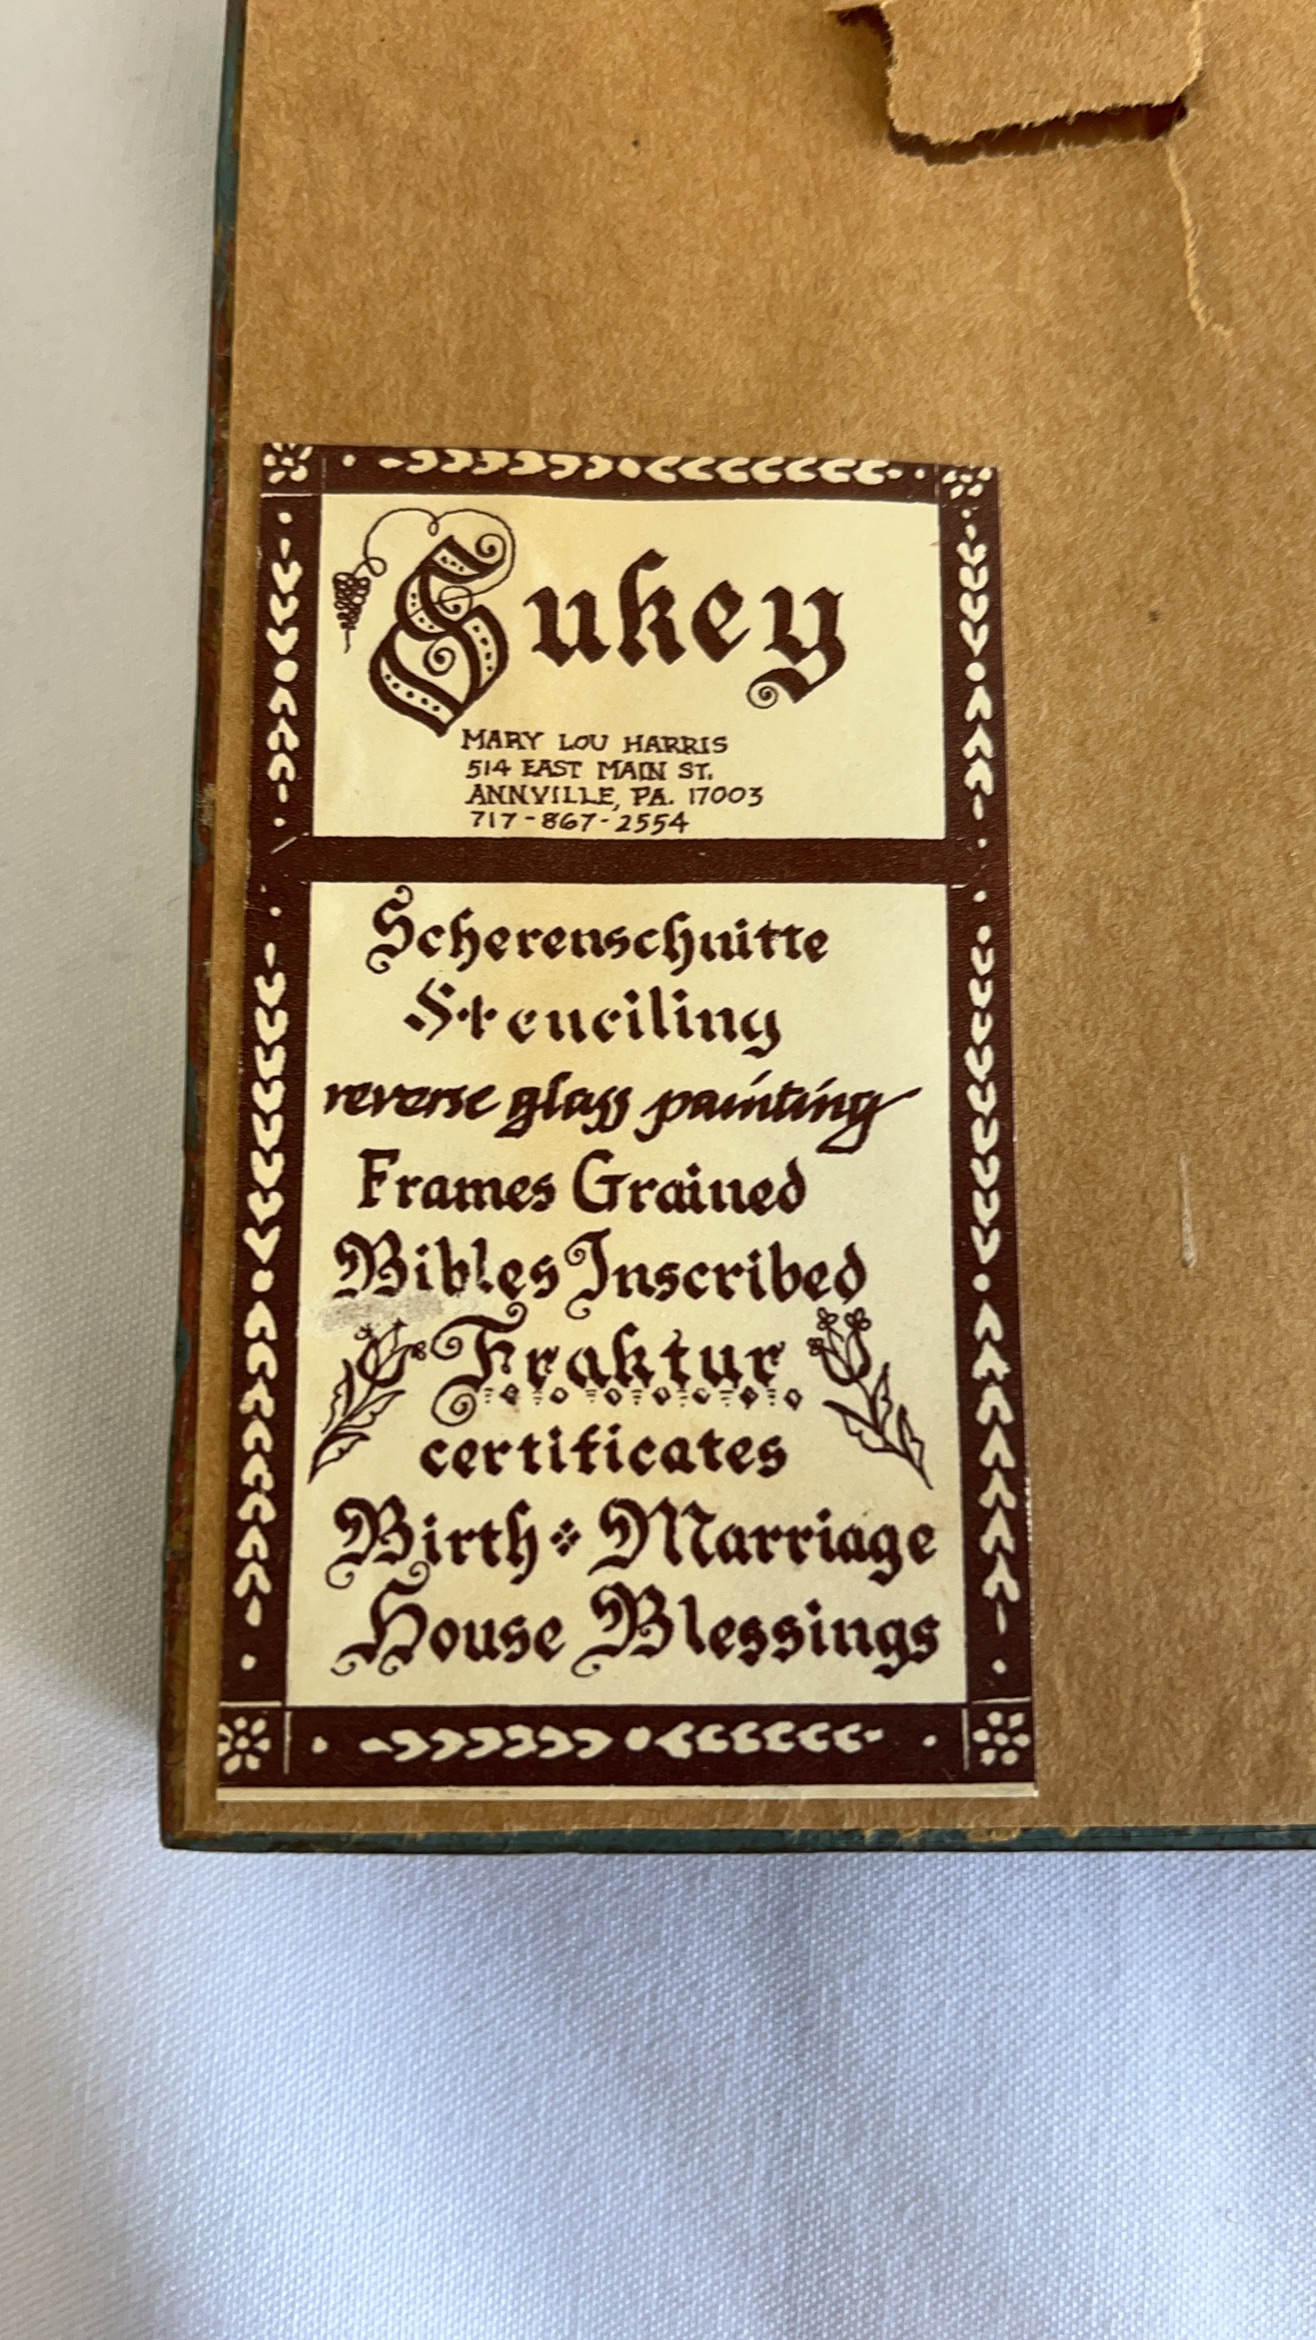 Sukey
MARY LOU HARRIS
514 EAST MAIN ST.
ANNVILLE, PA. 17003
717-867-2554
Scherenschnitte
Stenciling
reverse glass painting
Frames Grained
Bibles Inscribed
Fraktur
certificates
Birth Marriage
House Blessings